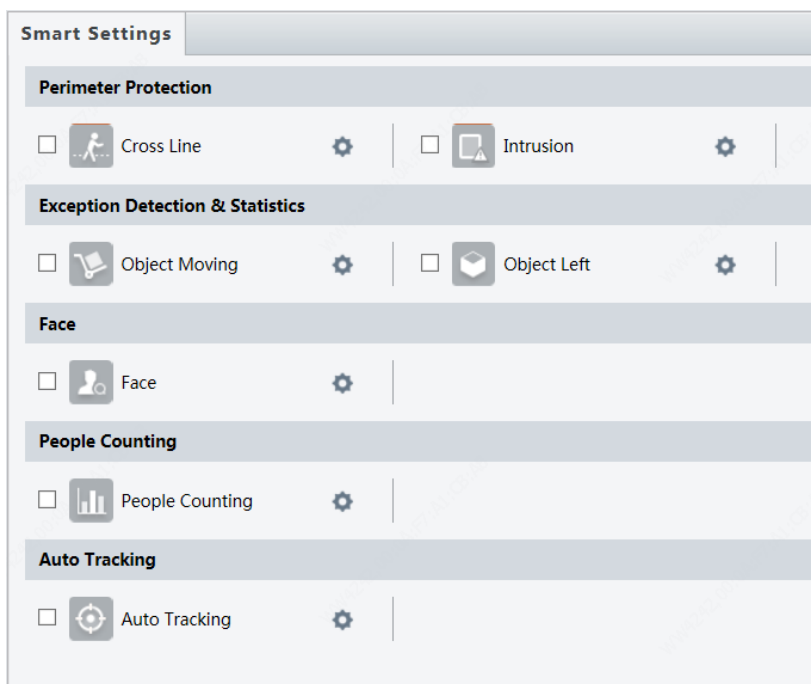 Smart Settings
Perimeter Protection
Cross Line
Intrusion
Exception Detection & Statistics
Object Moving
Object Left
Face
Face
People Counting
People Counting
Auto Tracking
Auto Tracking